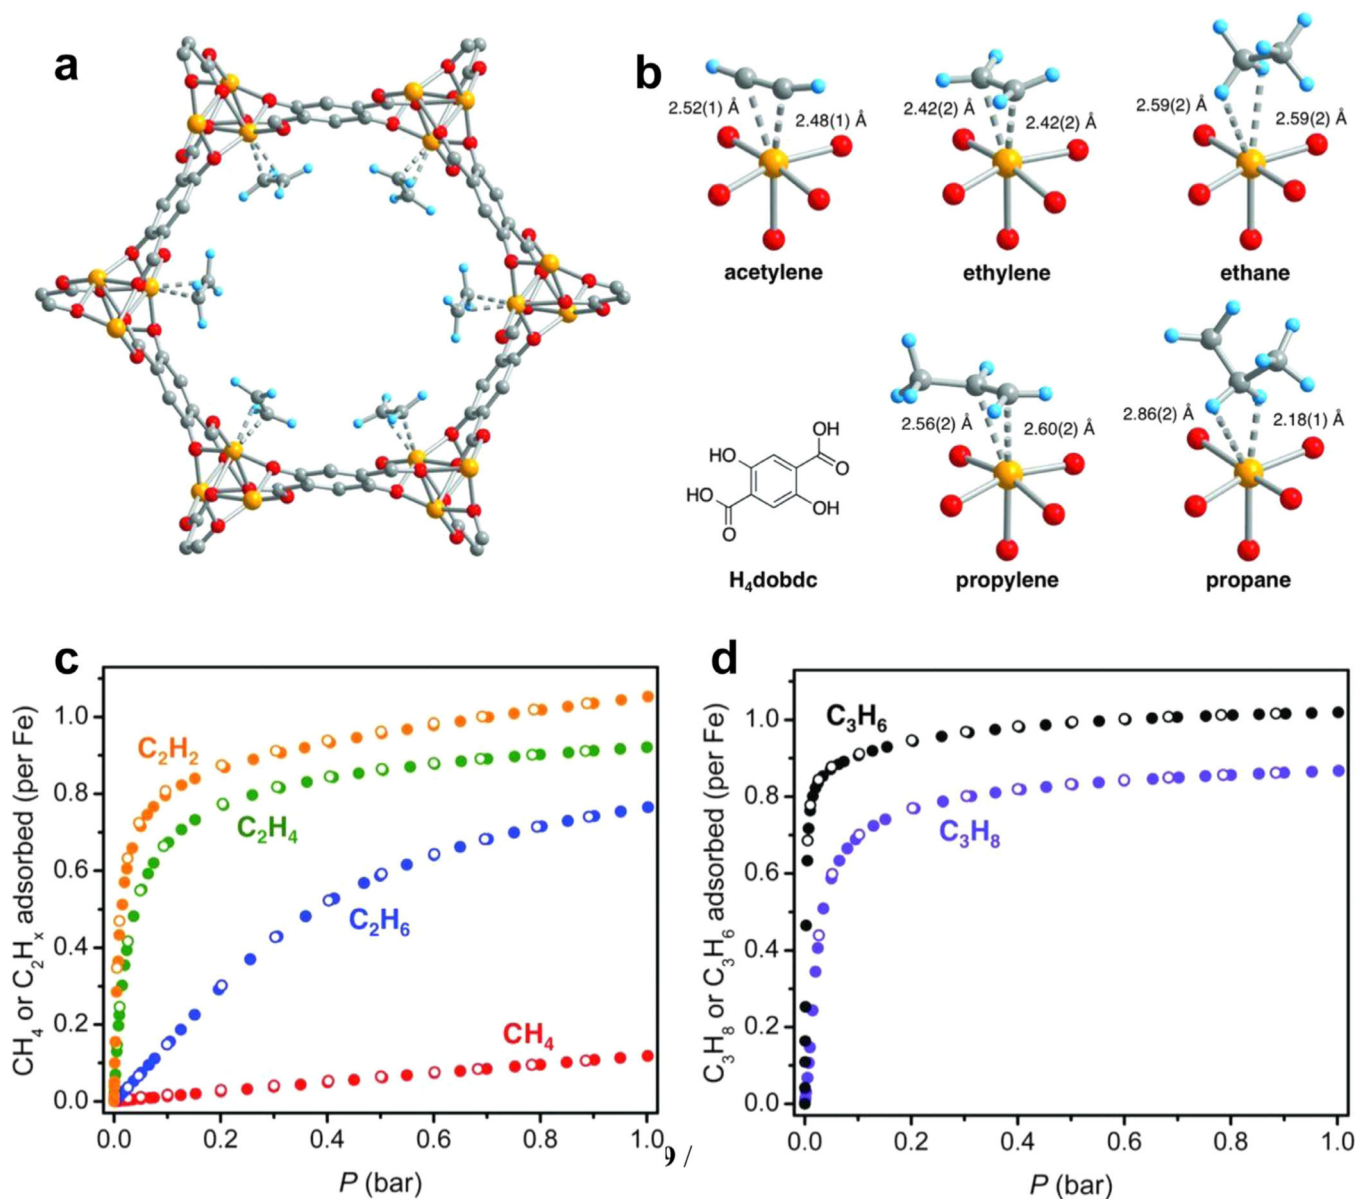 a
b
2.52(1) Å
2.48(1) Å
acetylene
2.42(2) Å
2.42(2) Å
ethylene
2.59(2) Å
2.59(2) Å
ethane
HO
OH
O
HO
O
OH
H₄dobdc
2.56(2) Å
2.60(2) Å
propylene
2.86(2) Å
2.18(1) Å
propane
c
CH₄ or C₂Hₓ adsorbed (per Fe)
1.0
0.8
0.6
0.4
0.2
0.0
C₂H₂
C₂H₄
C₂H₆
CH₄
0.0 0.2 0.4 0.6 0.8 1.0
P (bar)
9 /
d
C₃H₈ or C₃H₆ adsorbed (per Fe)
1.0
0.8
0.6
0.4
0.2
0.0
C₃H₆
C₃H₈
0.0 0.2 0.4 0.6 0.8 1.0
P (bar)